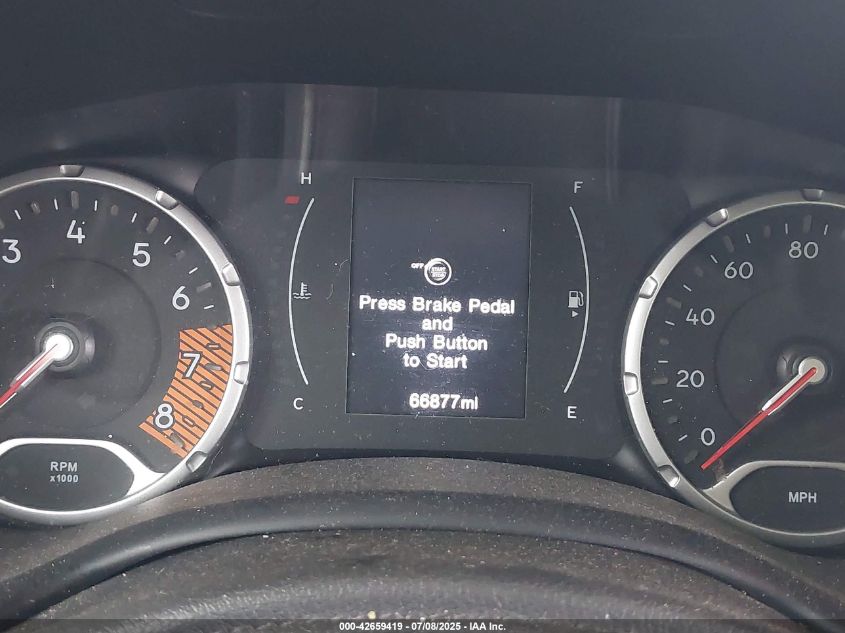 3
4
5
6
7
8
RPM
x1000
H
C
OFF
START
STOP
Press Brake Pedal
and
Push Button
to Start
66877mi
F
E
0
20
40
60
80
MPH
000-42659419 - 07/08/2025 - IAA Inc.